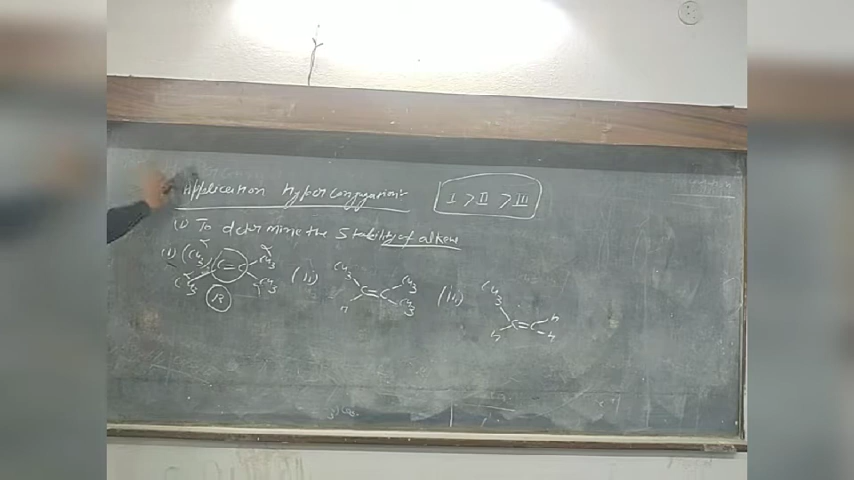 Application Hyperconjugation:
I > II > III
(1) To determine the Stability of alkene
(i) CH3 α C=C CH3 α (ii) CH3 C=C CH3 (iii) CH3
CH3 CH3 H CH3 C=C H
R H H